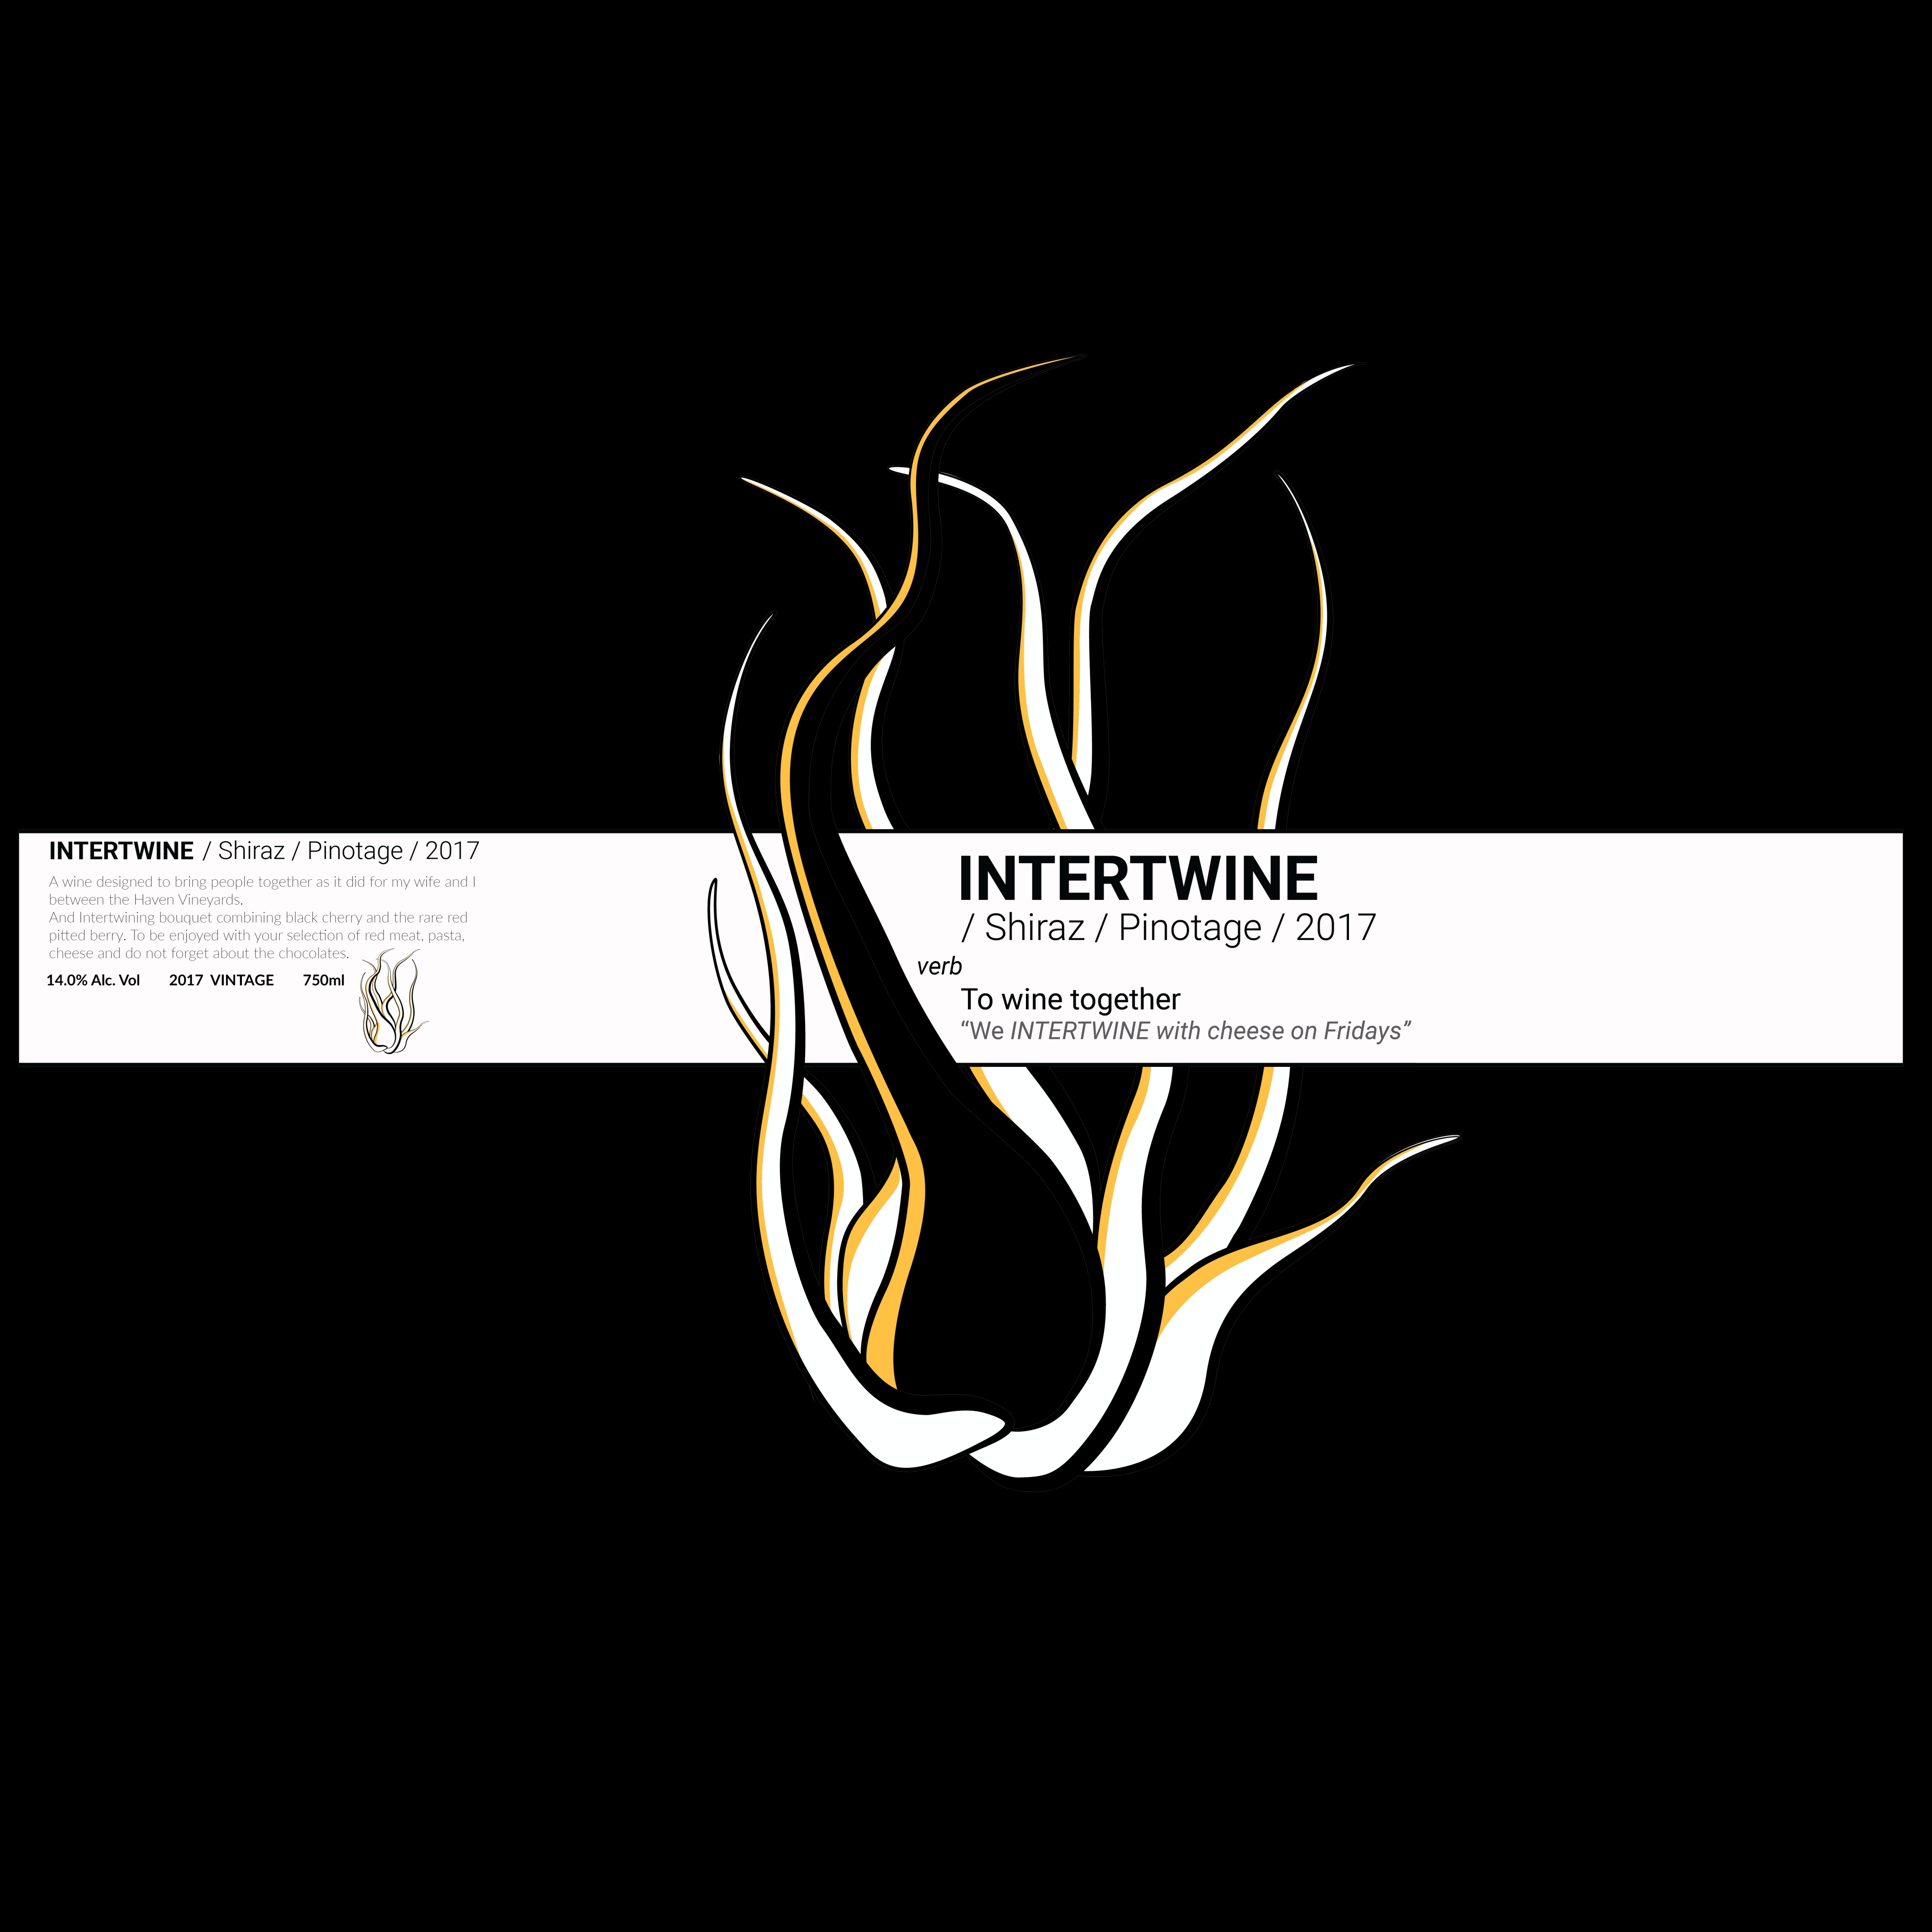 INTERTWINE / Shiraz / Pinotage / 2017
A wine designed to bring people together as it did for my wife and I
between the Haven Vineyards.
And Intertwining bouquet combining black cherry and the rare red
pitted berry. To be enjoyed with your selection of red meat, pasta,
cheese and do not forget about the chocolates.
14.0% Alc. Vol 2017 VINTAGE 750ml
INTERTWINE
/ Shiraz / Pinotage / 2017
verb
To wine together
“We INTERTWINE with cheese on Fridays”